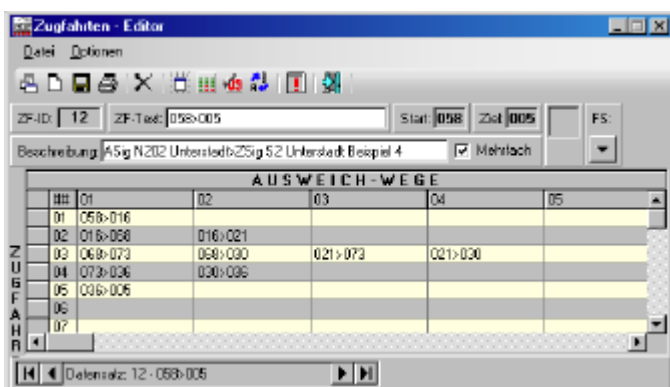 Zugfahrten - Editor
Datei Optionen
ZF-ID: 12 ZF-Text: 058>005 Start: 058 Ziel: 005 FS:
Beschreibung: ASig N202 Unterstadt>ZSig S2 Unterstadt Beispiel 4 Mehrfach
AUSWEICH-WEGE
## 01 02 03 04 05
01 058>016
02 016>068 016>021
03 068>073 068>030 021>073 021>030
04 073>036 030>036
05 036>005
06
07
ZUGFAHR
Datensatz: 12 - 058>005